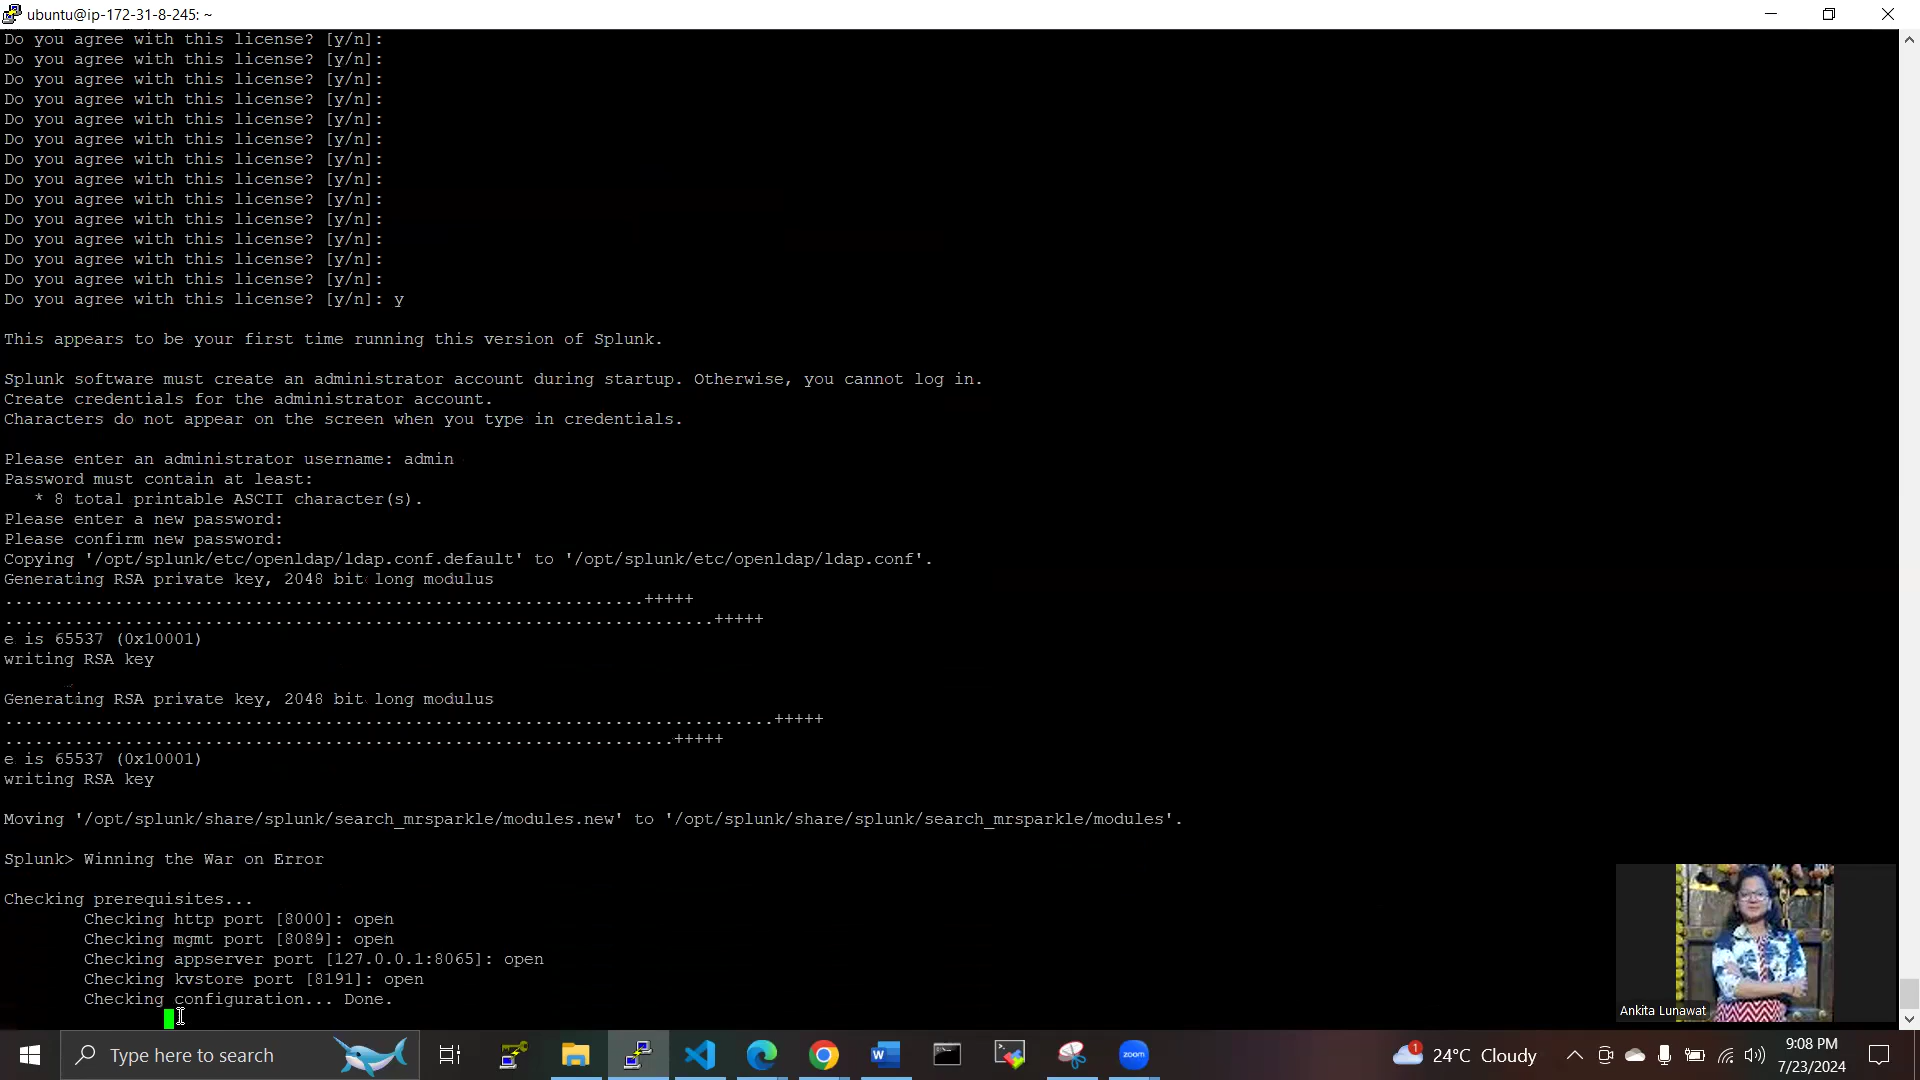 ubuntu@ip-172-31-8-245: ~
Do you agree with this license? [y/n]:
Do you agree with this license? [y/n]:
Do you agree with this license? [y/n]:
Do you agree with this license? [y/n]:
Do you agree with this license? [y/n]:
Do you agree with this license? [y/n]:
Do you agree with this license? [y/n]:
Do you agree with this license? [y/n]:
Do you agree with this license? [y/n]:
Do you agree with this license? [y/n]:
Do you agree with this license? [y/n]:
Do you agree with this license? [y/n]:
Do you agree with this license? [y/n]:
Do you agree with this license? [y/n]: y
This appears to be your first time running this version of Splunk.
Splunk software must create an administrator account during startup. Otherwise, you cannot log in.
Create credentials for the administrator account.
Characters do not appear on the screen when you type in credentials.
Please enter an administrator username: admin
Password must contain at least:
* 8 total printable ASCII character(s).
Please enter a new password:
Please confirm new password:
Copying '/opt/splunk/etc/openldap/ldap.conf.default' to '/opt/splunk/etc/openldap/ldap.conf'.
Generating RSA private key, 2048 bit long modulus
................................................................+++++
.......................................................................+++++
e is 65537 (0x10001)
writing RSA key
Generating RSA private key, 2048 bit long modulus
.............................................................................+++++
...................................................................+++++
e is 65537 (0x10001)
writing RSA key
Moving '/opt/splunk/share/splunk/search_mrsparkle/modules.new' to '/opt/splunk/share/splunk/search_mrsparkle/modules'.
Splunk> Winning the War on Error
Checking prerequisites...
Checking http port [8000]: open
Checking mgmt port [8089]: open
Checking appserver port [127.0.0.1:8065]: open
Checking kvstore port [8191]: open
Checking configuration... Done.
Ankita Lunawat
Type here to search
zoom
1
24°C Cloudy
9:08 PM
7/23/2024